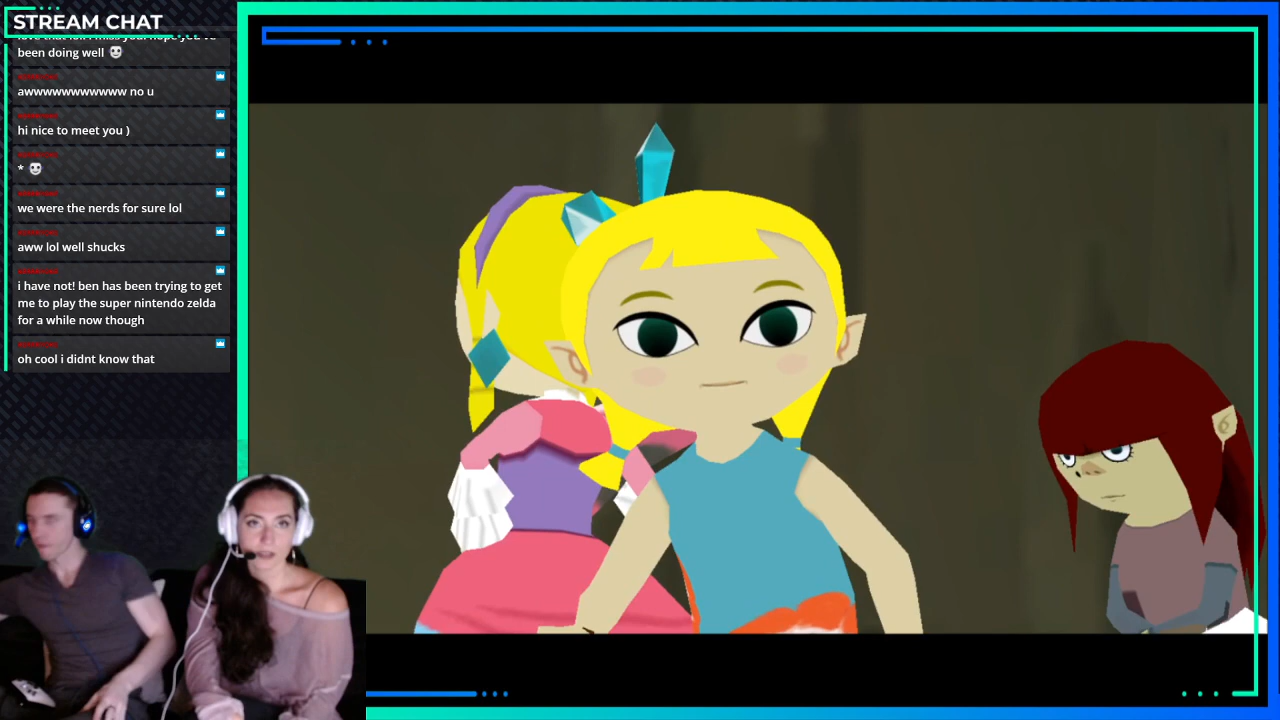 STREAM CHAT
been doing well
awwwwwwwwwww no u
hi nice to meet you )
*
we were the nerds for sure lol
aww lol well shucks
i have not! ben has been trying to get
me to play the super nintendo zelda
for a while now though
oh cool i didnt know that